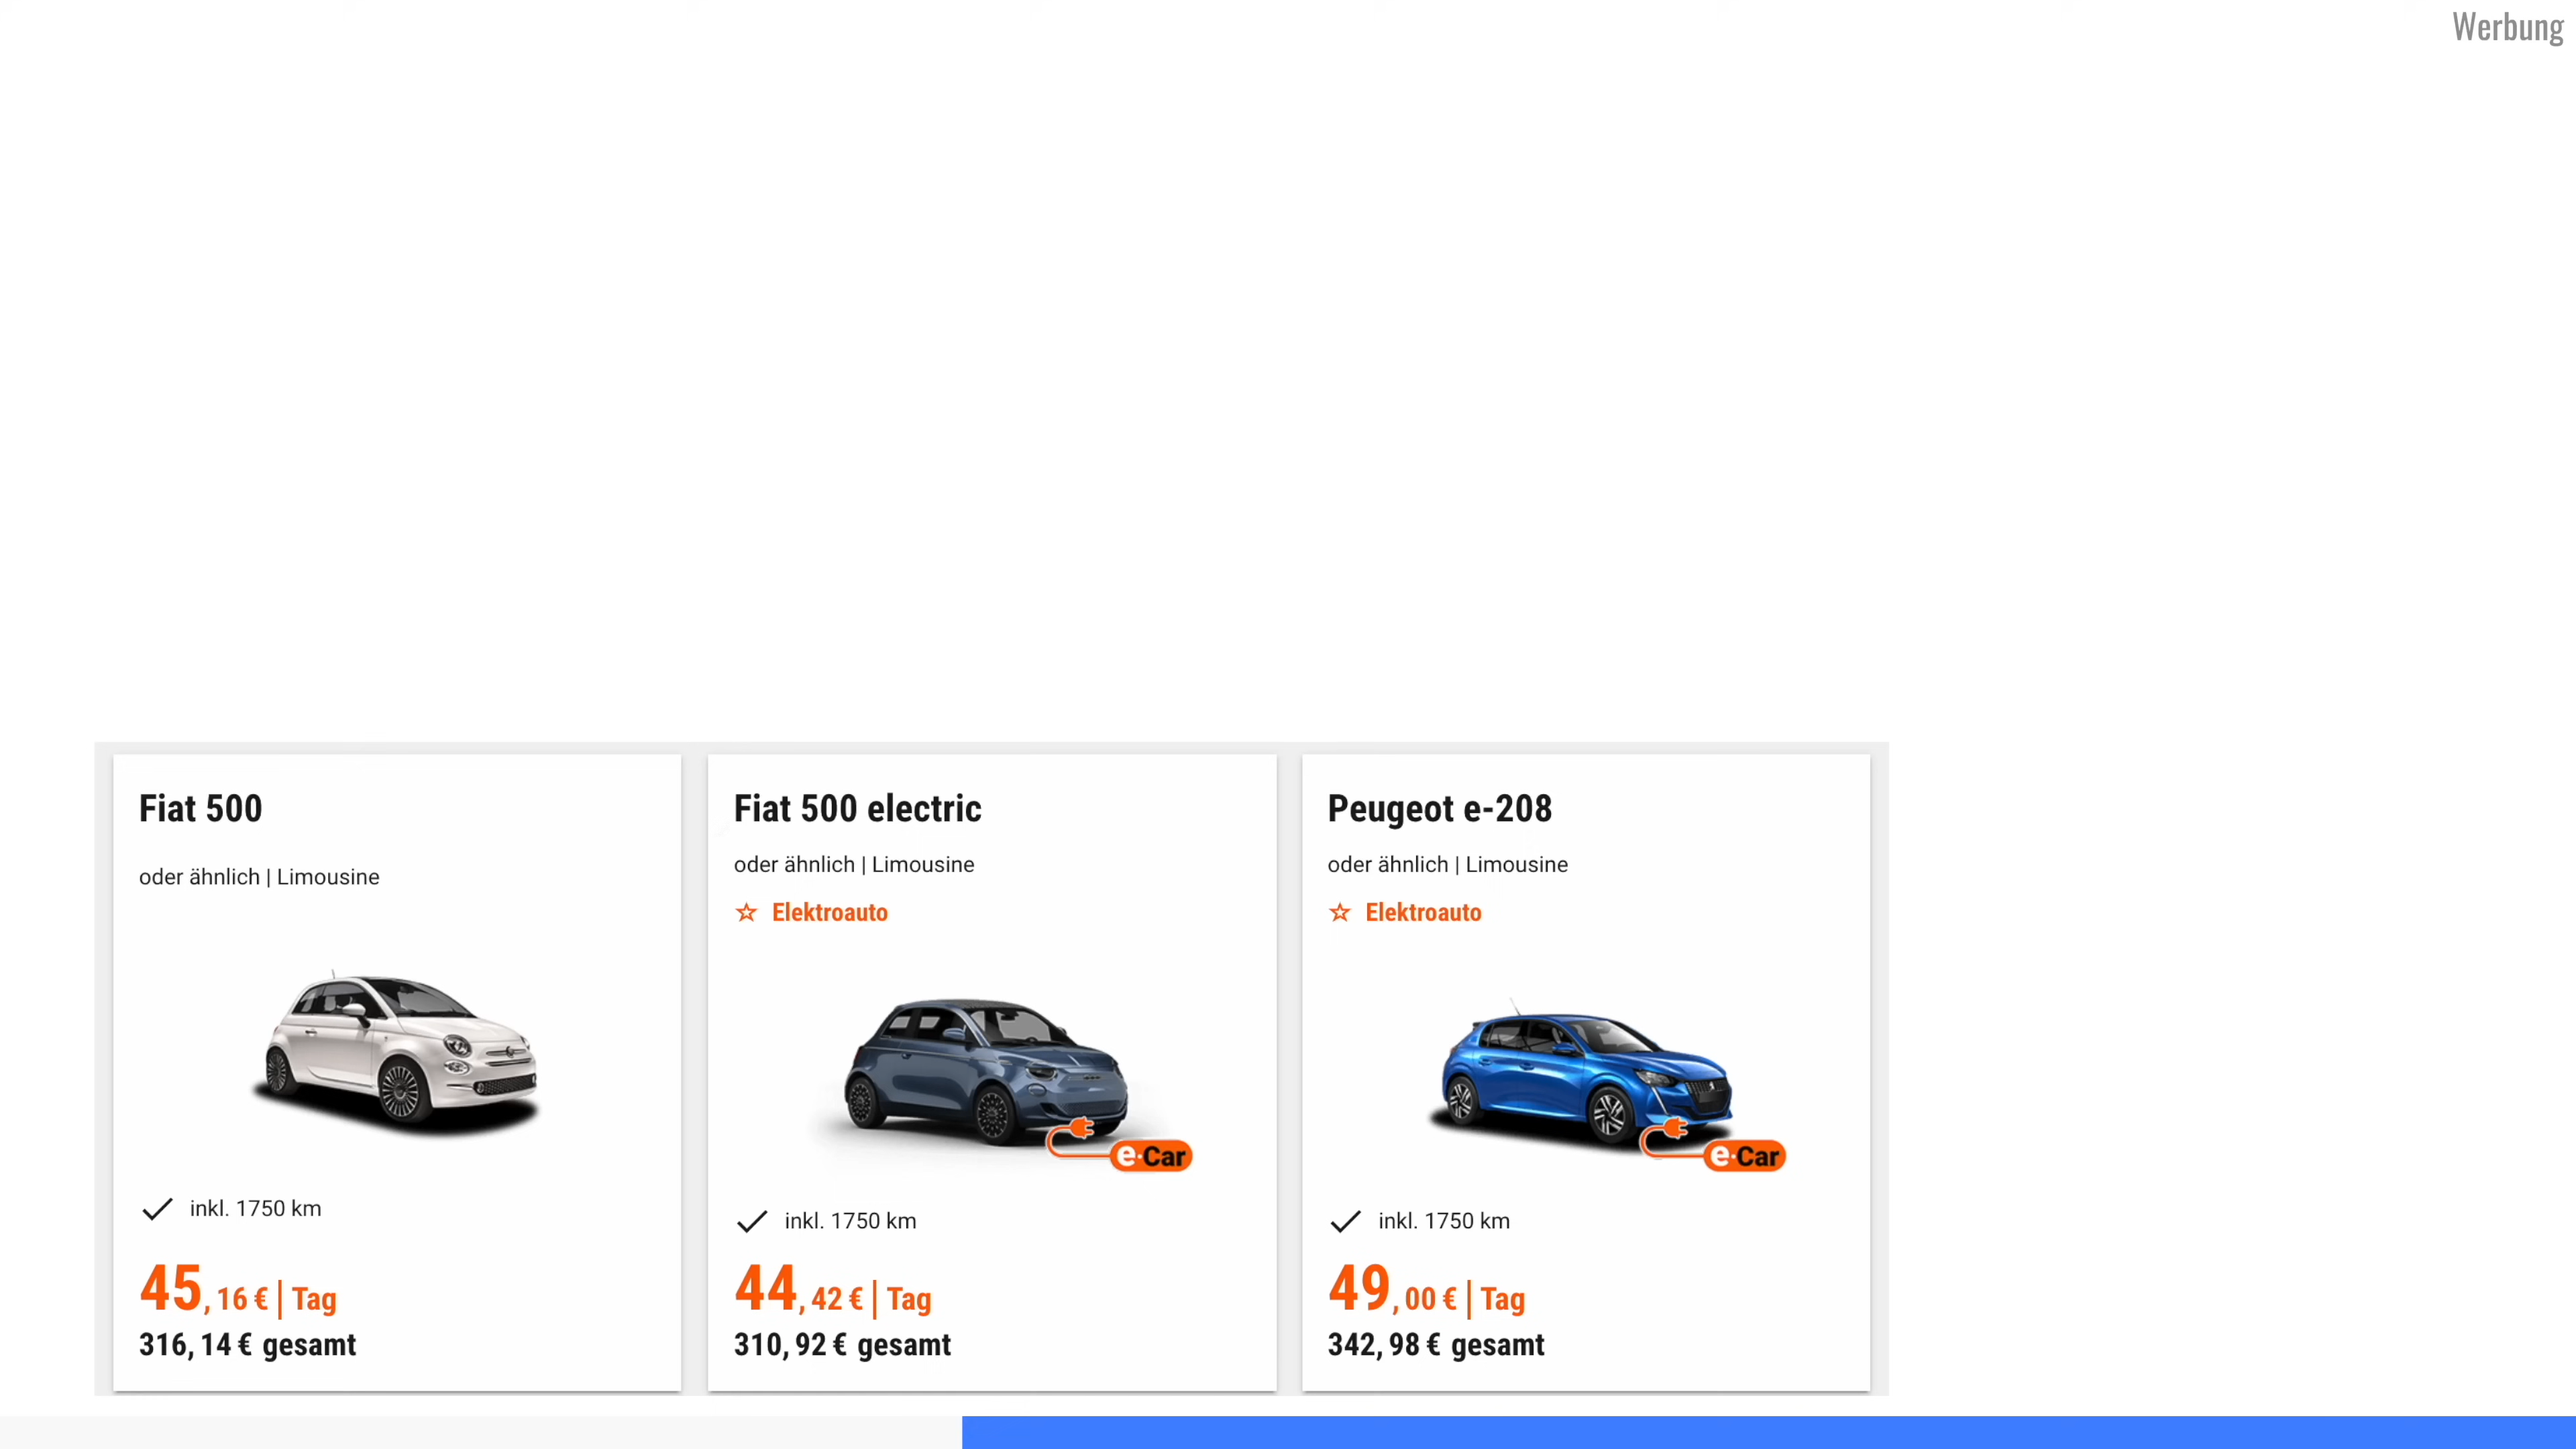 Werbung
Fiat 500
oder ähnlich | Limousine
inkl. 1750 km
45, 16 € | Tag
316, 14 € gesamt
Fiat 500 electric
oder ähnlich | Limousine
☆ Elektroauto
e·Car
inkl. 1750 km
44, 42 € | Tag
310, 92 € gesamt
Peugeot e-208
oder ähnlich | Limousine
☆ Elektroauto
e·Car
inkl. 1750 km
49, 00 € | Tag
342, 98 € gesamt